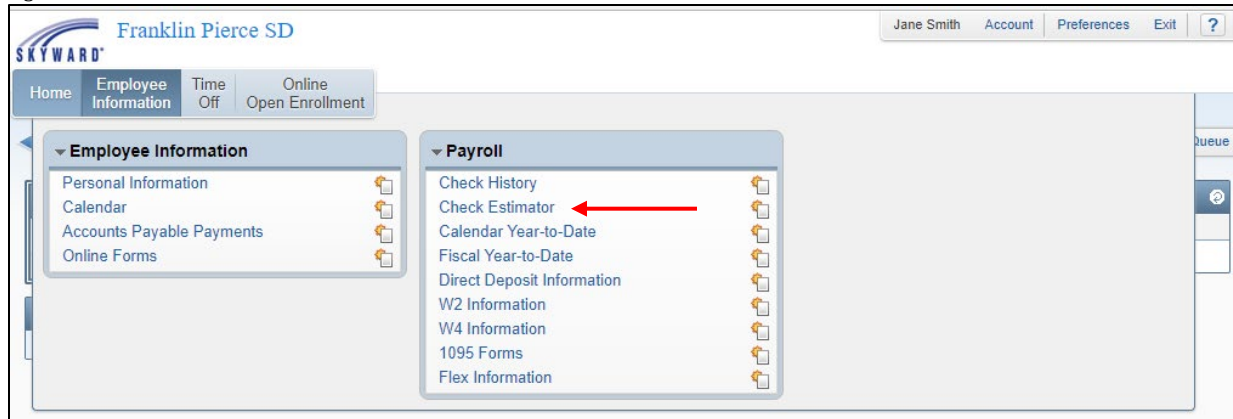 Franklin Pierce SD
Jane Smith Account Preferences Exit ?
SKYWARD
Home Employee Information Time Off Online Open Enrollment
Queue
Employee Information
Personal Information
Calendar
Accounts Payable Payments
Online Forms
Payroll
Check History
Check Estimator
Calendar Year-to-Date
Fiscal Year-to-Date
Direct Deposit Information
W2 Information
W4 Information
1095 Forms
Flex Information